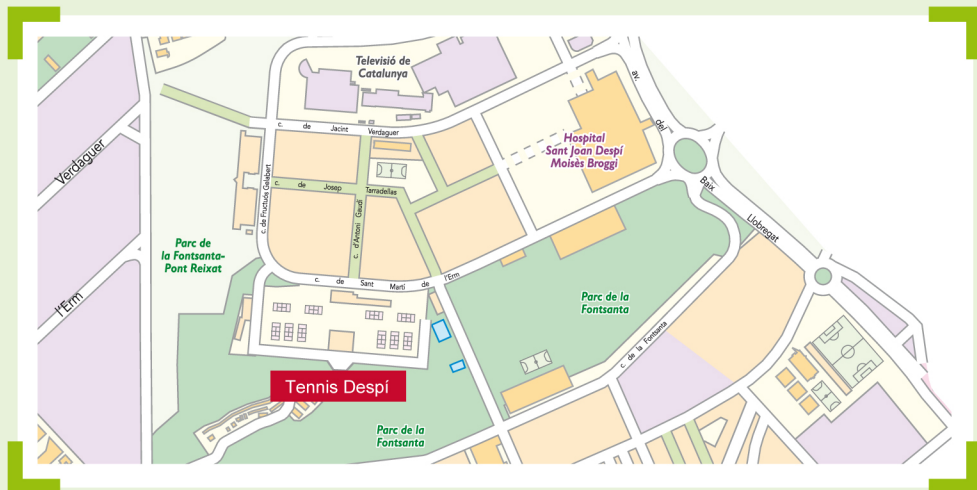 Televisió de
Catalunya
av.
del
Baix
Llobregat
c. de Jacint Verdaguer
Hospital
Sant Joan Despí
Moisès Broggi
Verdaguer
c. de Fructuós Gelabert
c. de Josep Tarradellas
c. d'Antoni Gaudí
Parc de
la Fontsanta-
Pont Reixat
c. de Sant Martí de l'Erm
l'Erm
Parc de la
Fontsanta
c. de la Fontsanta
Tennis Despí
Parc de la
Fontsanta